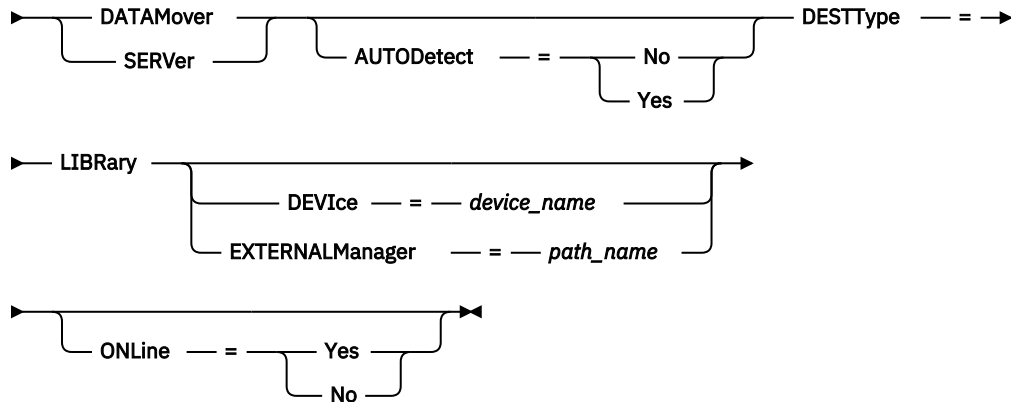 DATAMover
SERVer
AUTODetect = No
Yes
DESTType =
LIBRary
DEVIce = device_name
EXTERNALManager = path_name
ONLine = Yes
No